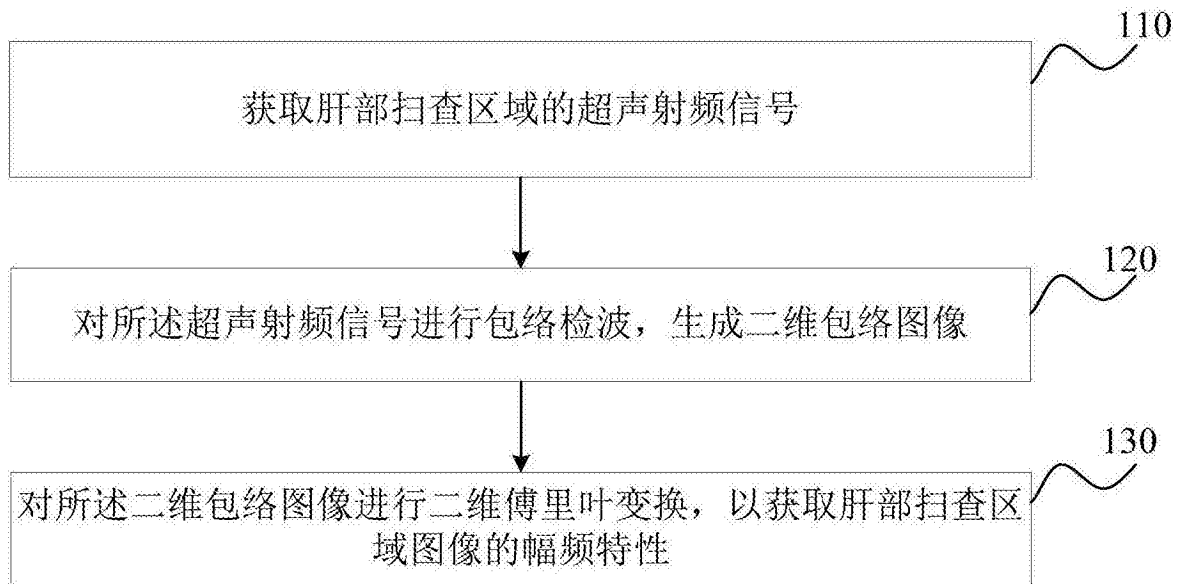 110
获取肝部扫查区域的超声射频信号
120
对所述超声射频信号进行包络检波，生成二维包络图像
130
对所述二维包络图像进行二维傅里叶变换，以获取肝部扫查区
域图像的幅频特性